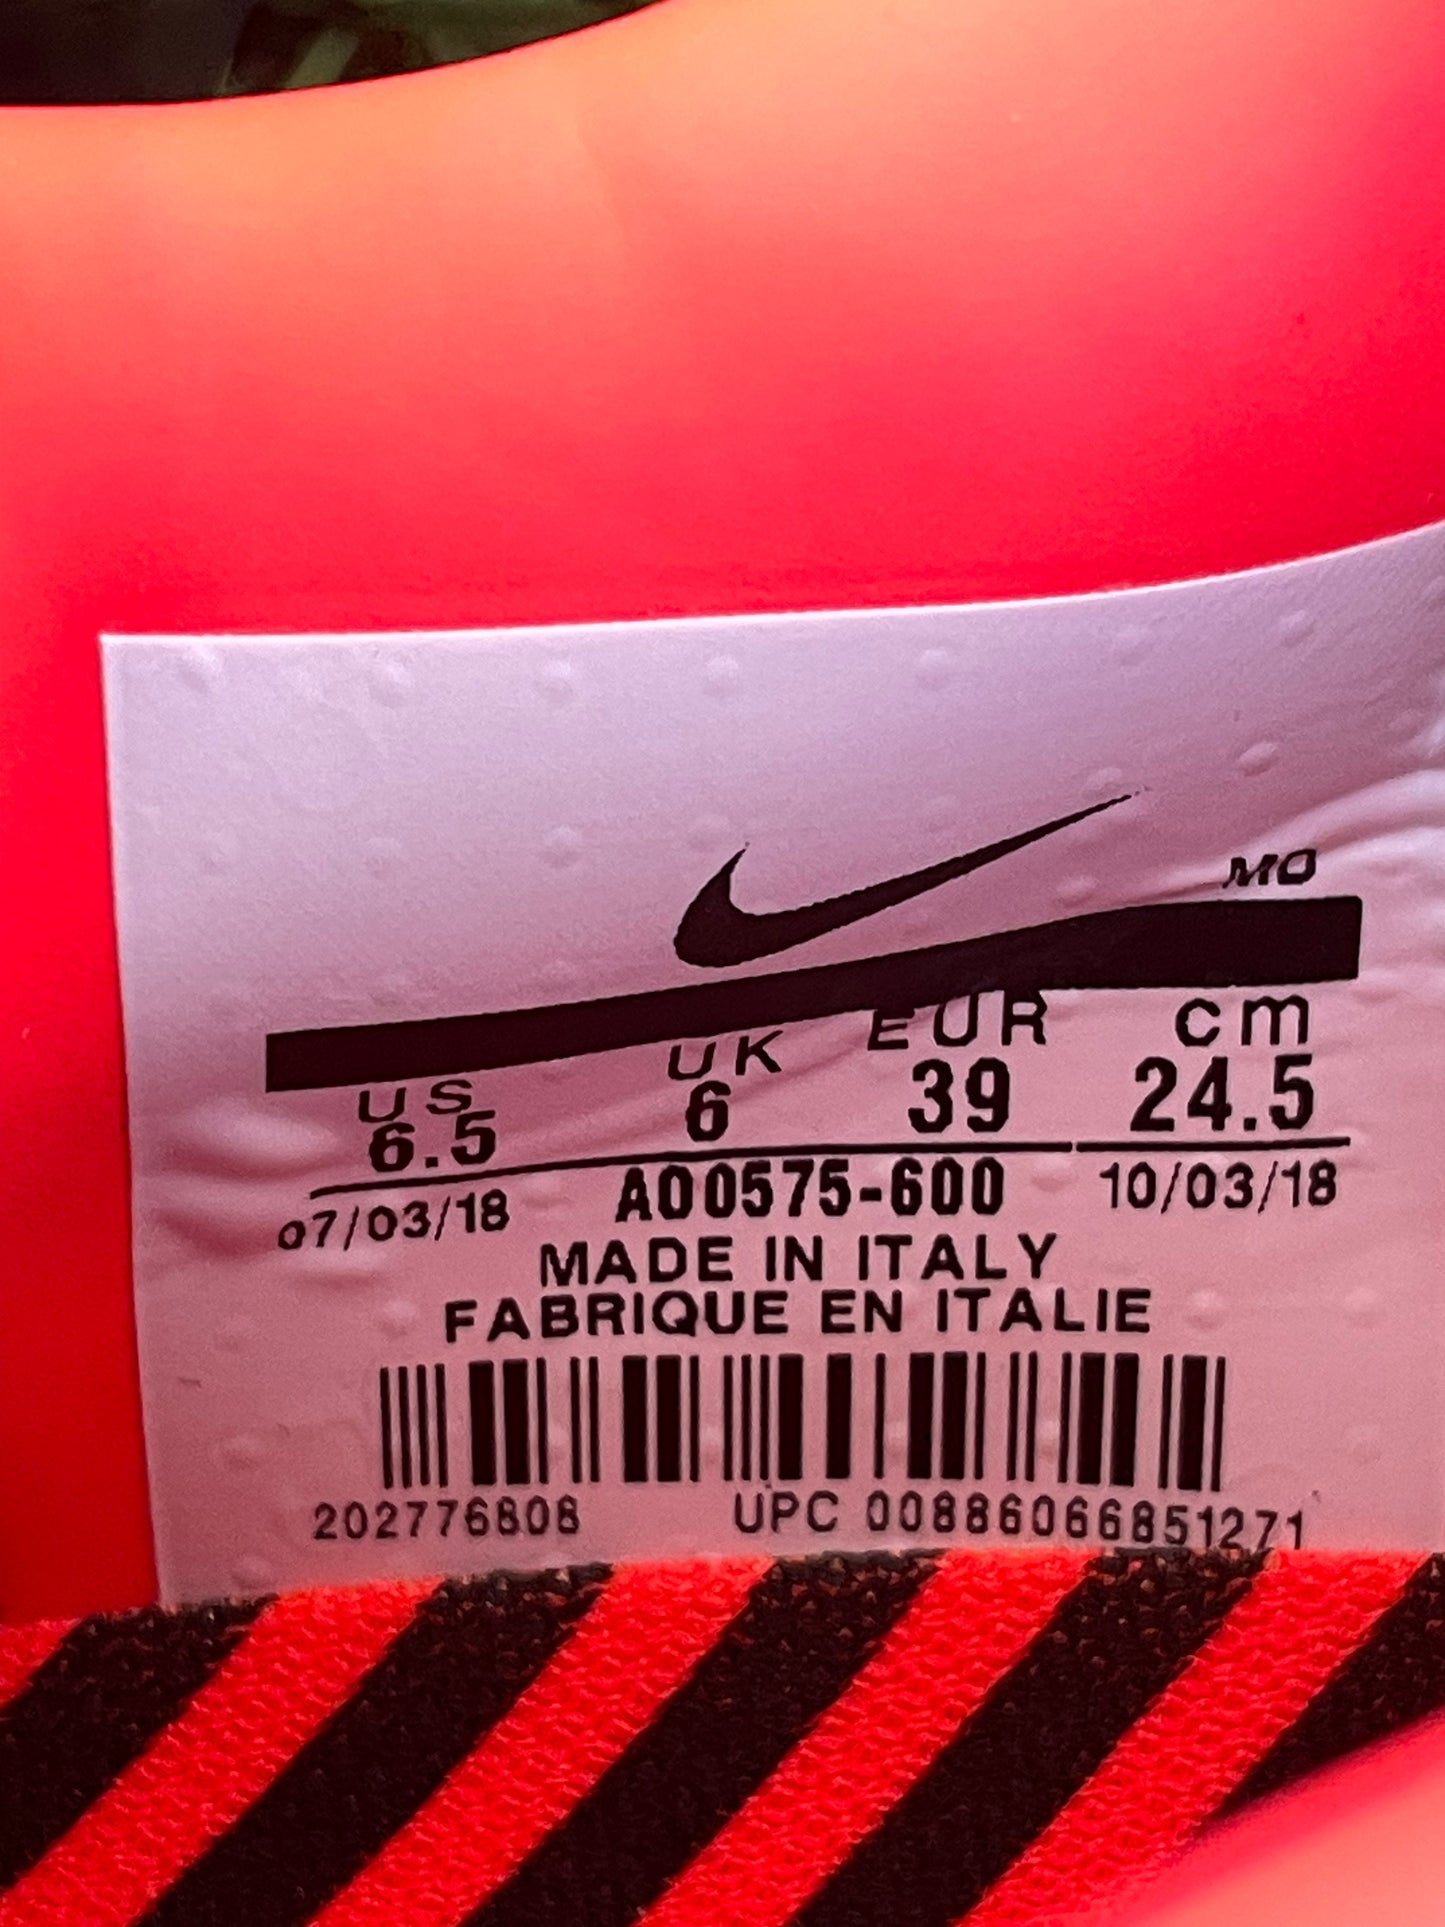 MO
US UK EUR cm
6.5 6 39 24.5
07/03/18 AO0575-600 10/03/18
MADE IN ITALY
FABRIQUE EN ITALIE
202776808 UPC 00886066851271